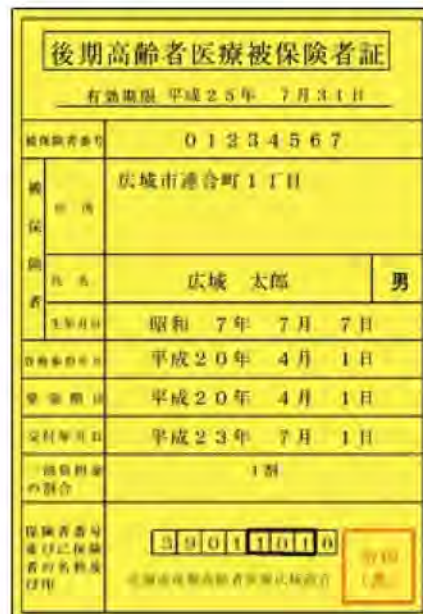 後期高齢者医療被保険者証
有効期限 平成25年 7月31日
被保険者番号 01234567
被保険者
住所 広域市連合町1丁目
氏名 広域 太郎 男
生年月日 昭和 7年 7月 7日
資格取得年月日 平成20年 4月 1日
発効期日 平成20年 4月 1日
交付年月日 平成23年 7月 1日
一部負担金の割合 1割
保険者番号
並びに保険
者の名称及
び印
39011010